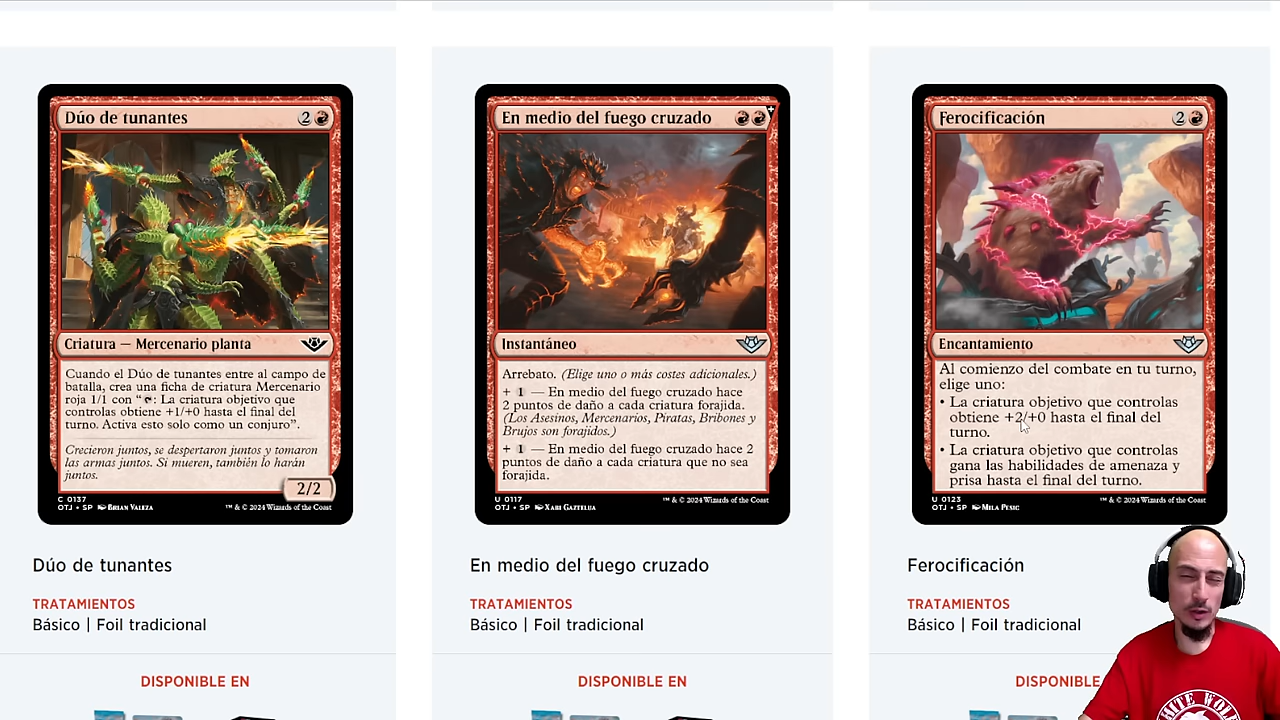 Dúo de tunantes
2
Criatura — Mercenario planta
Cuando el Dúo de tunantes entre al campo de
batalla, crea una ficha de criatura Mercenario
roja 1/1 con “: La criatura objetivo que
controlas obtiene +1/+0 hasta el final del
turno. Activa esto solo como un conjuro”.
Crecieron juntos, se despertaron juntos y tomaron
las armas juntos. Si mueren, también lo harán
juntos.
2/2
C 0137
OTJ • SP Brian Valeza
™ & © 2024 Wizards of the Coast
Dúo de tunantes
TRATAMIENTOS
Básico | Foil tradicional
DISPONIBLE EN
En medio del fuego cruzado
Instantáneo
Arrebato. (Elige uno o más costes adicionales.)
+ 1 — En medio del fuego cruzado hace
2 puntos de daño a cada criatura forajida.
(Los Asesinos, Mercenarios, Piratas, Bribones y
Brujos son forajidos.)
+ 1 — En medio del fuego cruzado hace 2
puntos de daño a cada criatura que no sea
forajida.
U 0117
OTJ • SP Xabi Gaztelua
™ & © 2024 Wizards of the Coast
En medio del fuego cruzado
TRATAMIENTOS
Básico | Foil tradicional
DISPONIBLE EN
Ferocificación
2
Encantamiento
Al comienzo del combate en tu turno,
elige uno:
• La criatura objetivo que controlas
obtiene +2/+0 hasta el final del
turno.
• La criatura objetivo que controlas
gana las habilidades de amenaza y
prisa hasta el final del turno.
U 0123
OTJ • SP Mila Pesic
™ & © 2024 Wizards of the Coast
Ferocificación
TRATAMIENTOS
Básico | Foil tradicional
DISPONIBLE
WHITE WOLF